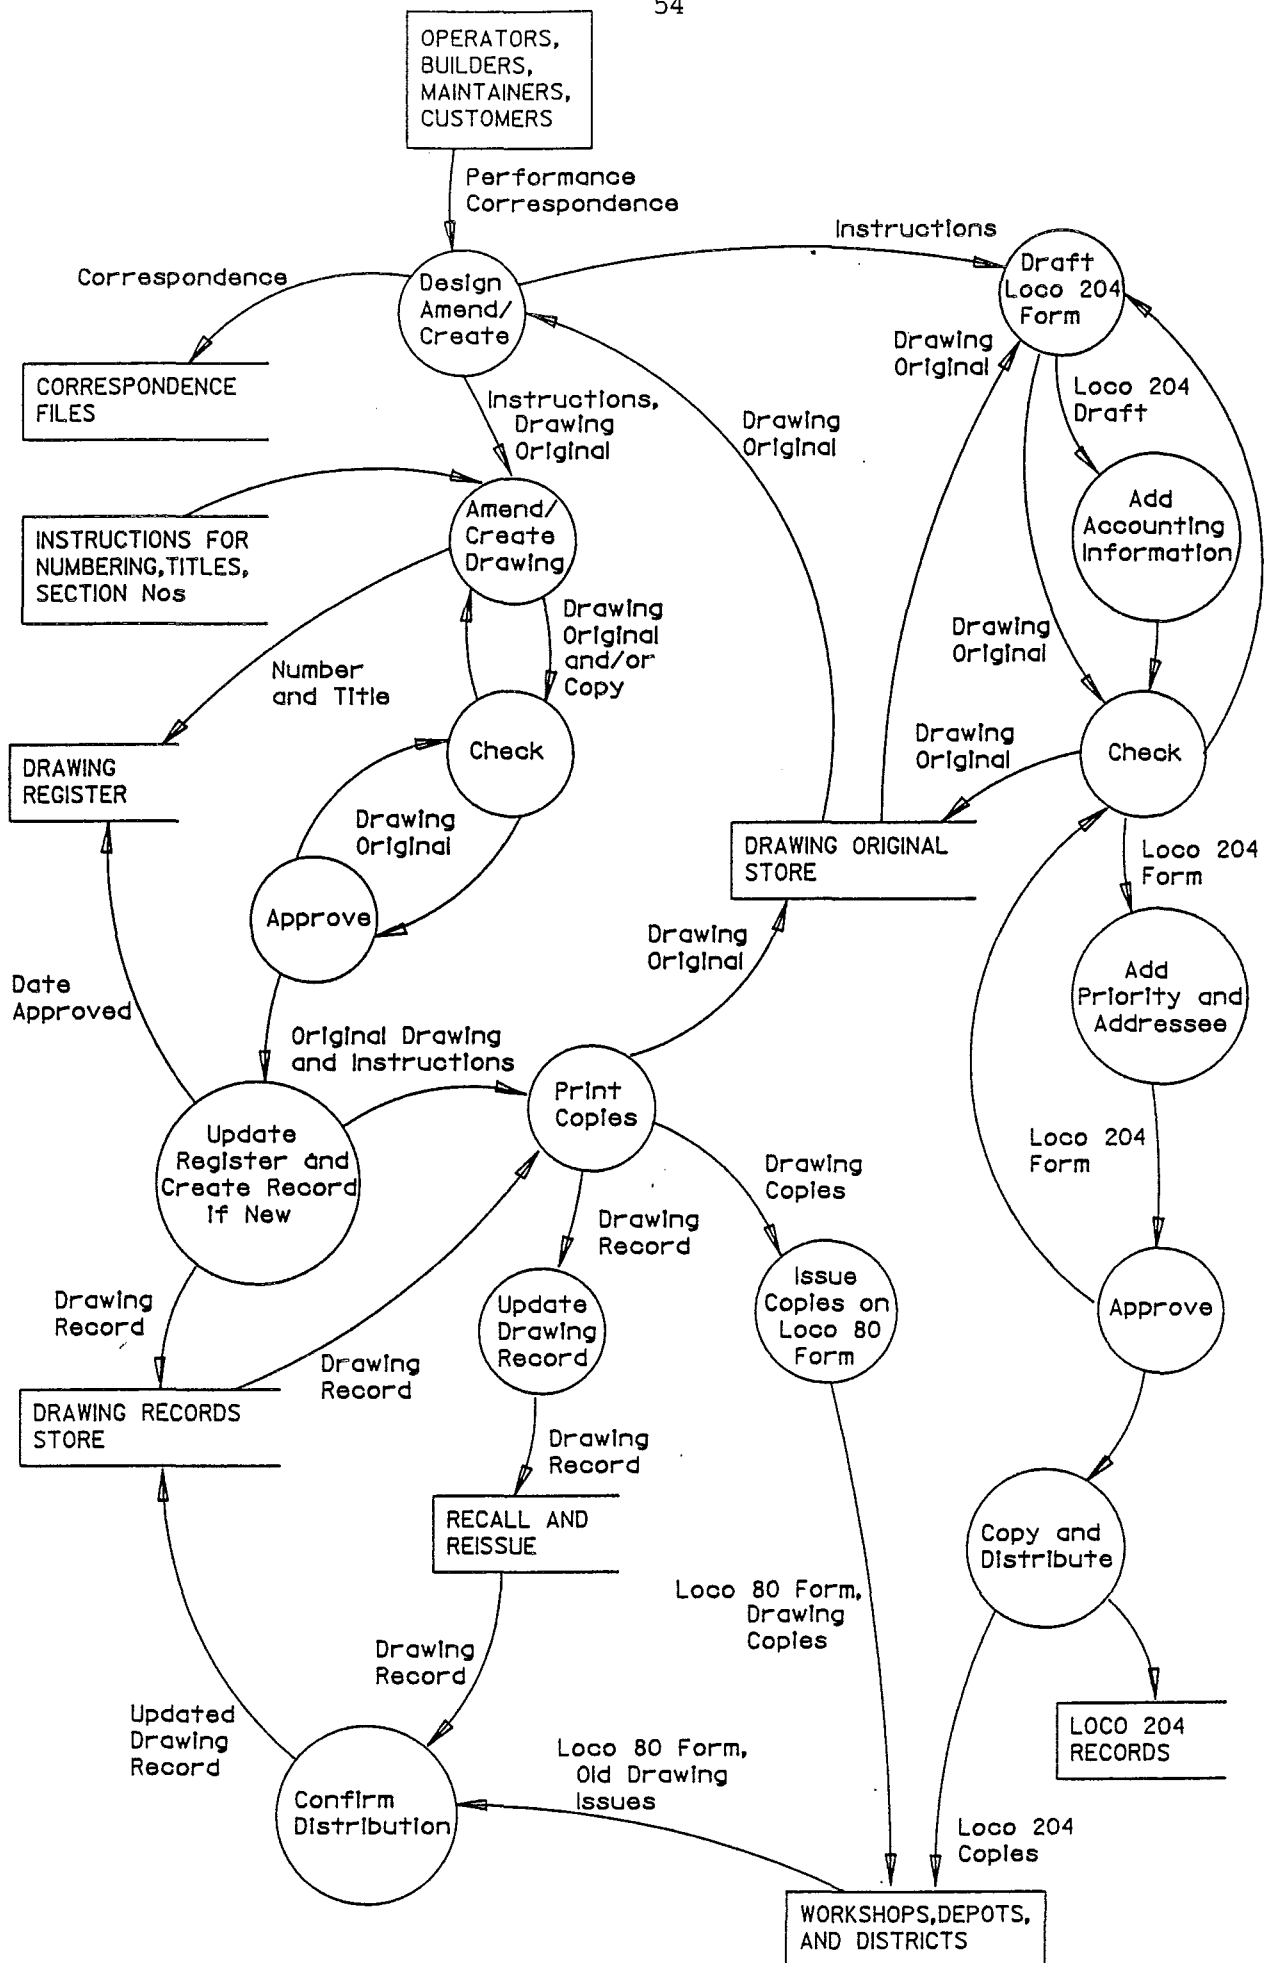 54
OPERATORS,
BUILDERS,
MAINTAINERS,
CUSTOMERS
Performance
Correspondence
Instructions
Correspondence
Design
Amend/
Create
Draft
Loco 204
Form
Drawing
Original
CORRESPONDENCE
FILES
Instructions,
Drawing
Original
Drawing
Original
Loco 204
Draft
INSTRUCTIONS FOR
NUMBERING,TITLES,
SECTION Nos
Amend/
Create
Drawing
Add
Accounting
Information
Drawing
Original
and/or
Copy
Drawing
Original
Number
and Title
Check
Drawing
Original
Check
DRAWING
REGISTER
Drawing
Original
DRAWING ORIGINAL
STORE
Loco 204
Form
Approve
Drawing
Original
Add
Priority and
Addressee
Date
Approved
Original Drawing
and Instructions
Print
Copies
Update
Register and
Create Record
if New
Loco 204
Form
Drawing
Copies
Drawing
Record
Issue
Copies on
Loco 80
Form
Approve
Drawing
Record
Update
Drawing
Record
Drawing
Record
DRAWING RECORDS
STORE
Drawing
Record
RECALL AND
REISSUE
Copy and
Distribute
Loco 80 Form,
Drawing
Copies
Drawing
Record
Updated
Drawing
Record
LOCO 204
RECORDS
Loco 80 Form,
Old Drawing
Issues
Confirm
Distribution
Loco 204
Copies
WORKSHOPS,DEPOTS,
AND DISTRICTS